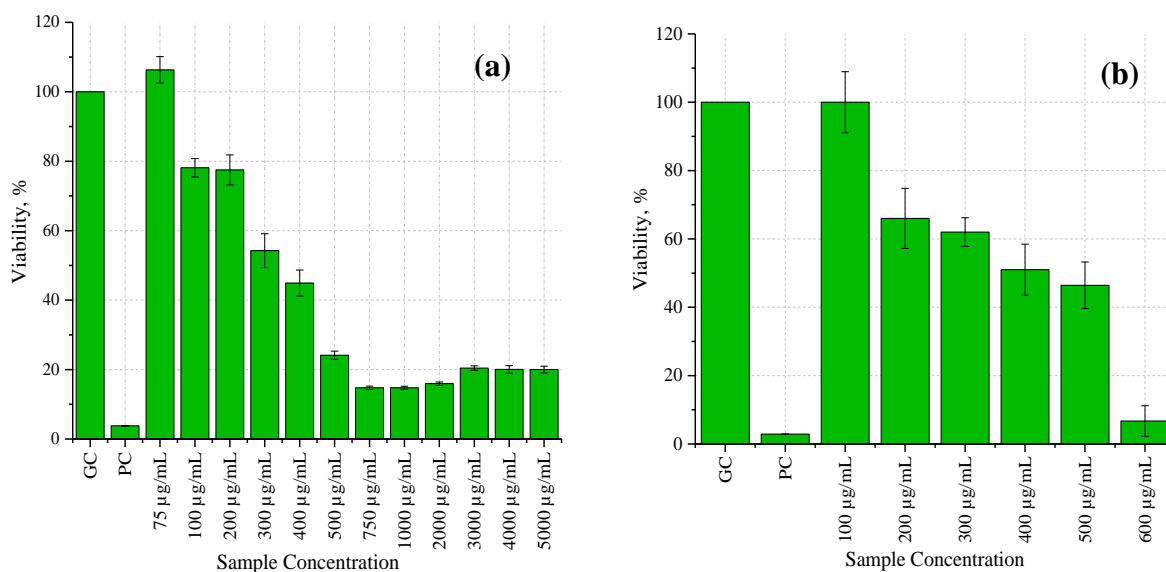 (a)
120
100
80
60
40
20
0
Viability, %
GC
PC
75 µg/mL
100 µg/mL
200 µg/mL
300 µg/mL
400 µg/mL
500 µg/mL
750 µg/mL
1000 µg/mL
2000 µg/mL
3000 µg/mL
4000 µg/mL
5000 µg/mL
Sample Concentration
(b)
120
100
80
60
40
20
0
Viability, %
GC
PC
100 µg/mL
200 µg/mL
300 µg/mL
400 µg/mL
500 µg/mL
600 µg/mL
Sample Concentration